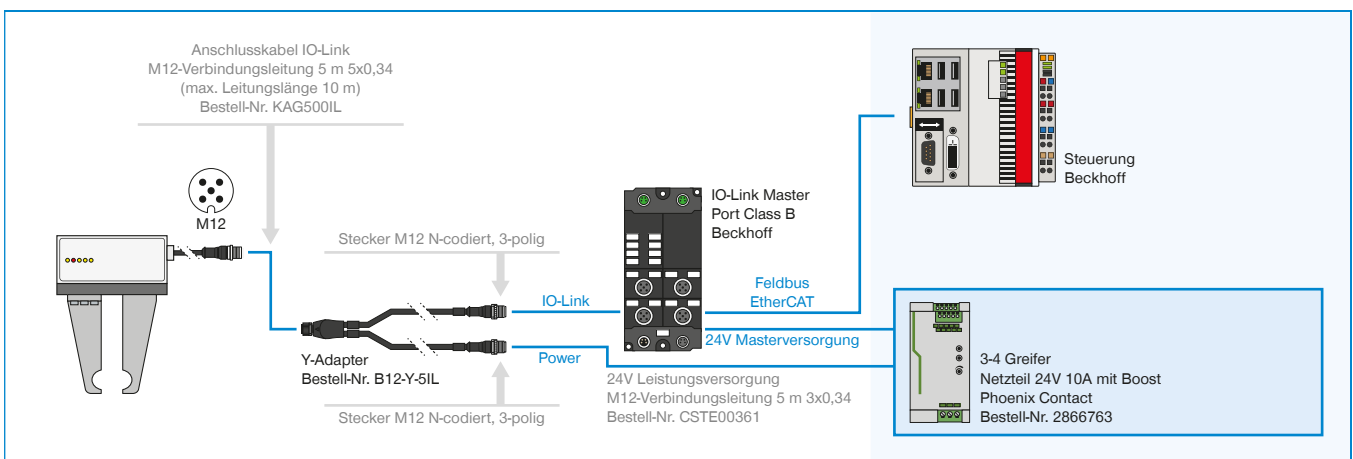 Anschlusskabel IO-Link
M12-Verbindungsleitung 5 m 5x0,34
(max. Leitungslänge 10 m)
Bestell-Nr. KAG500IL
M12
Stecker M12 N-codiert, 3-polig
IO-Link
Y-Adapter
Bestell-Nr. B12-Y-5IL
Power
Stecker M12 N-codiert, 3-polig
IO-Link Master
Port Class B
Beckhoff
Feldbus
EtherCAT
24V Masterversorgung
24V Leistungsversorgung
M12-Verbindungsleitung 5 m 3x0,34
Bestell-Nr. CSTE00361
Steuerung
Beckhoff
3-4 Greifer
Netzteil 24V 10A mit Boost
Phoenix Contact
Bestell-Nr. 2866763